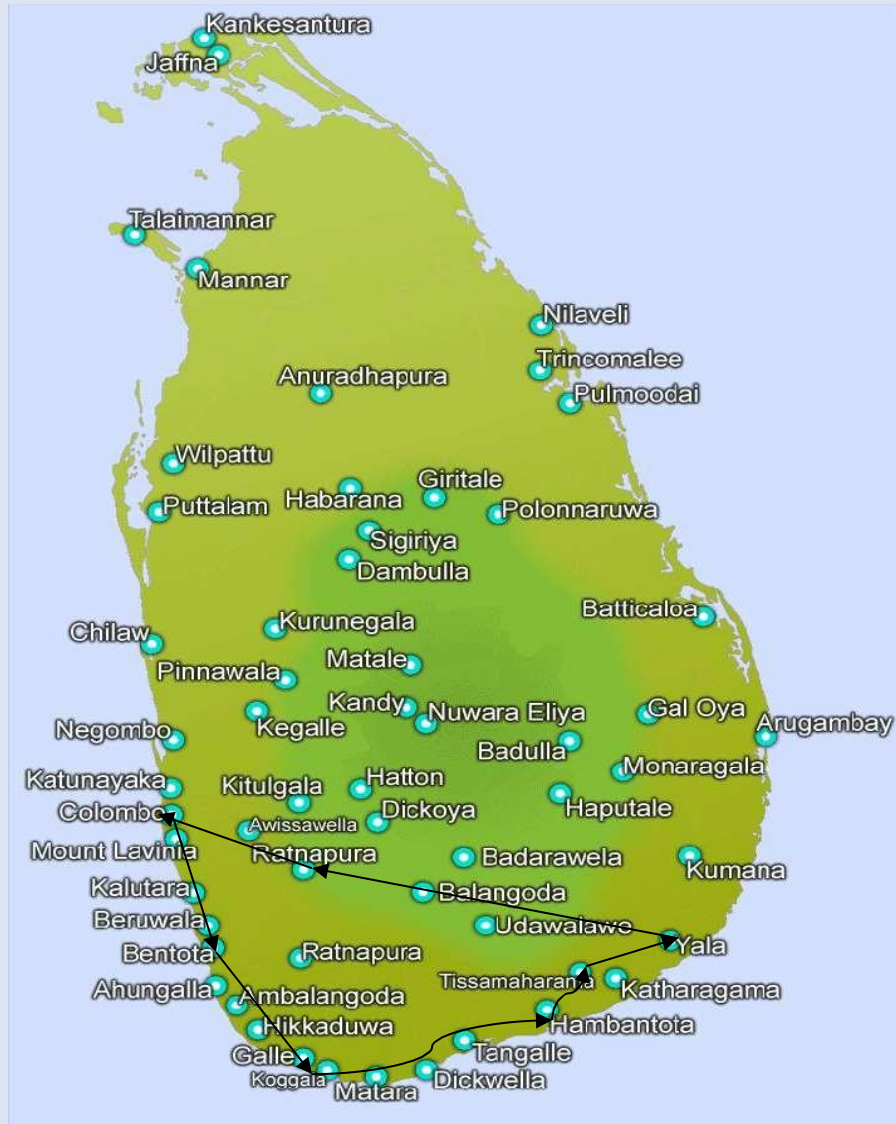 Kankesantura
Jaffna
Talaimannar
Mannar
Nilaveli
Trincomalee
Anuradhapura
Pulmoodai
Wilpattu
Giritale
Habarana
Puttalam
Polonnaruwa
Sigiriya
Dambulla
Batticaloa
Kurunegala
Chilaw
Matale
Pinnawala
Kandy
Nuwara Eliya
Gal Oya
Kegalle
Arugambay
Negombo
Badulla
Monaragala
Katunayaka
Hatton
Kitulgala
Haputale
Colombo
Dickoya
Awissawella
Mount Lavinia
Ratnapura
Badarawela
Kumana
Kalutara
Balangoda
Beruwala
Udawalawe
Yala
Bentota
Ratnapura
Tissamaharama
Katharagama
Ahungalla
Ambalangoda
Hambantota
Hikkaduwa
Galle
Tangalle
Koggala
Dickwella
Matara